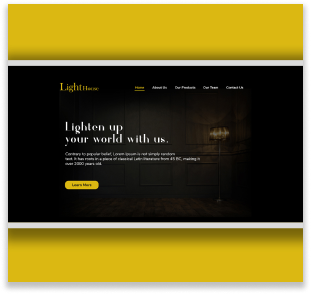 Light House
Home About Us Our Products Our Team Contact Us
Lighten up
your world with us.
Contrary to popular belief, Lorem Ipsum is not simply random
text. It has roots in a piece of classical Latin literature from 45 BC, making it
over 2000 years old.
Learn More